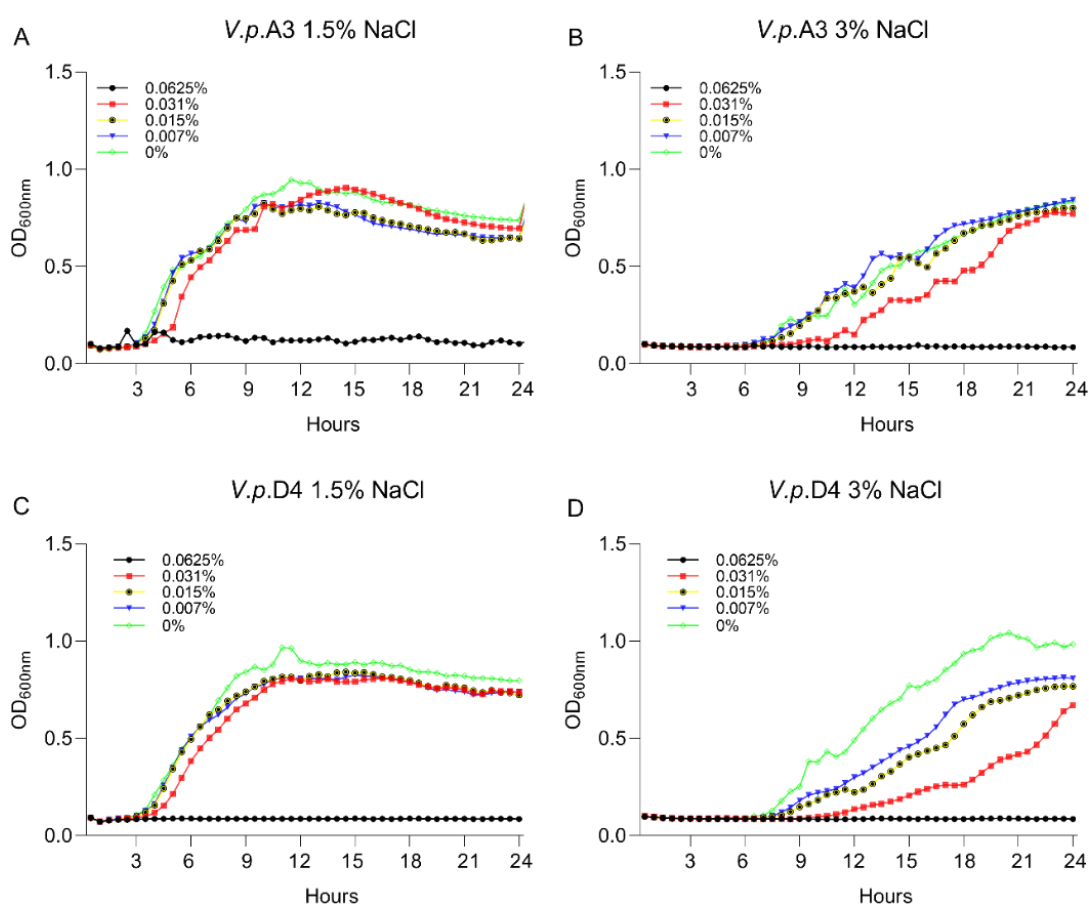 A
V.p.A3 1.5% NaCl
1.5
1.0
0.5
0.0
OD600nm
0.0625%
0.031%
0.015%
0.007%
0%
3 6 9 12 15 18 21 24
Hours
B
V.p.A3 3% NaCl
1.5
1.0
0.5
0.0
OD600nm
0.0625%
0.031%
0.015%
0.007%
0%
3 6 9 12 15 18 21 24
Hours
C
V.p.D4 1.5% NaCl
1.5
1.0
0.5
0.0
OD600nm
0.0625%
0.031%
0.015%
0.007%
0%
3 6 9 12 15 18 21 24
Hours
D
V.p.D4 3% NaCl
1.5
1.0
0.5
0.0
OD600nm
0.0625%
0.031%
0.015%
0.007%
0%
3 6 9 12 15 18 21 24
Hours